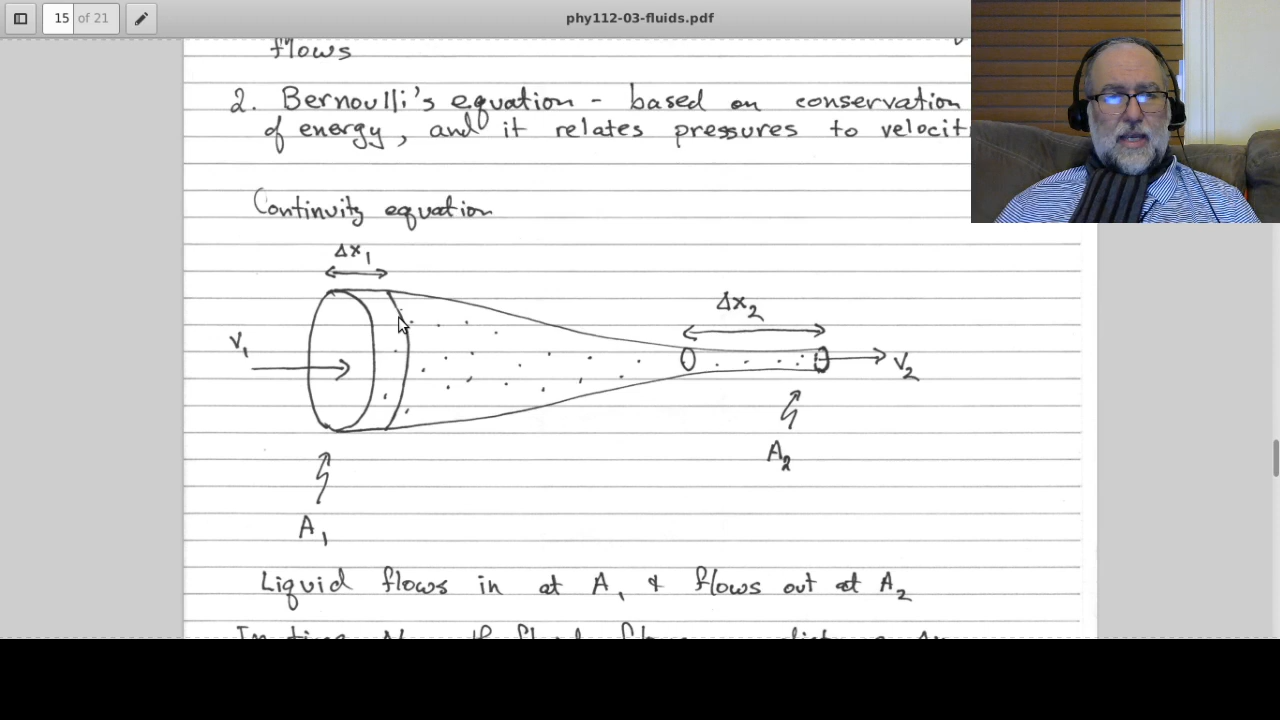 15 of 21
phy112-03-fluids.pdf
flows
2. Bernoulli's equation - based on conservation
of energy, and it relates pressures to
Continuity equation
Δx1
Δx2
V1
V2
A2
A1
Liquid flows in at A1 & flows out at A2